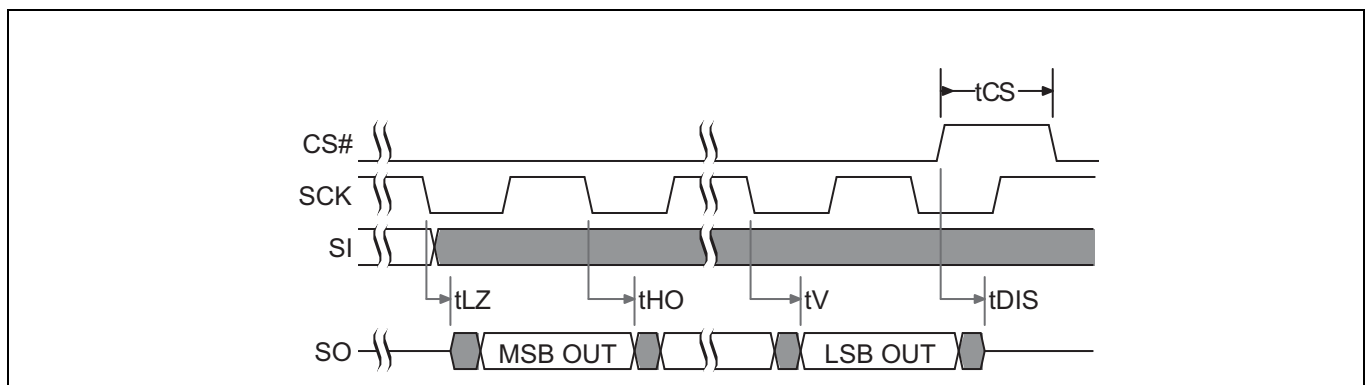 tCS
CS#
SCK
SI
tLZ tHO tV tDIS
SO MSB OUT LSB OUT